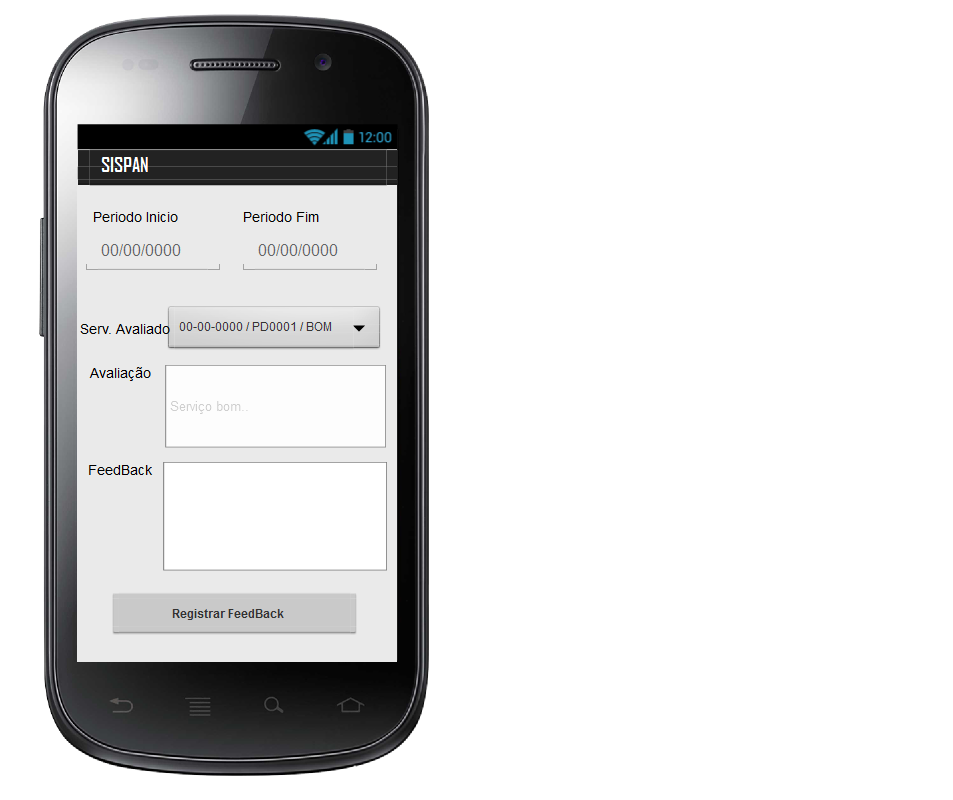 12:00
SISPAN
Periodo Inicio Periodo Fim
00/00/0000 00/00/0000
Serv. Avaliado 00-00-0000 / PD0001 / BOM
Avaliação
Serviço bom..
FeedBack
Registrar FeedBack